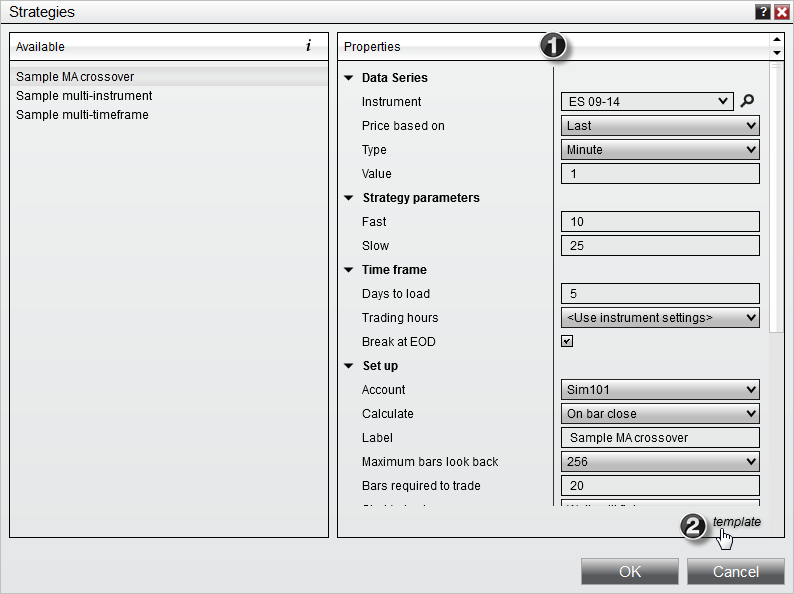 Strategies ?
Available i
Sample MA crossover
Sample multi-instrument
Sample multi-timeframe
Properties 1
Data Series
Instrument ES 09-14
Price based on Last
Type Minute
Value 1
Strategy parameters
Fast 10
Slow 25
Time frame
Days to load 5
Trading hours <Use instrument settings>
Break at EOD
Set up
Account Sim101
Calculate On bar close
Label Sample MA crossover
Maximum bars look back 256
Bars required to trade 20
2 template
OK Cancel